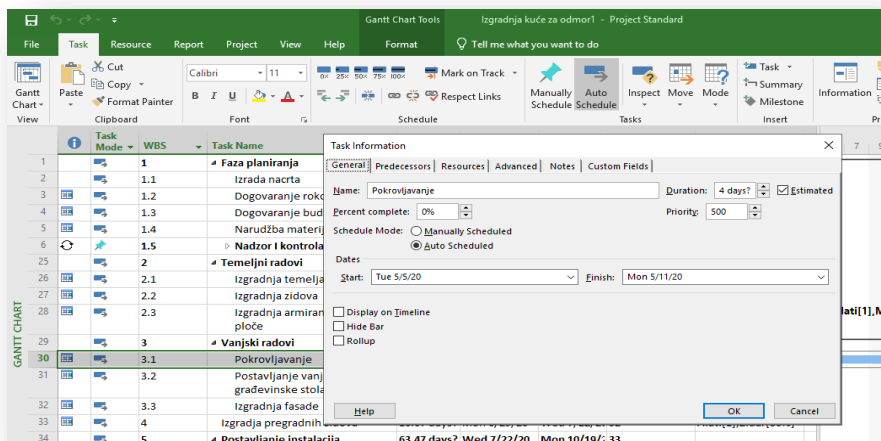 Gantt Chart Tools Izgradnja kuće za odmor1 - Project Standard
File Task Resource Report Project View Help Format Tell me what you want to do
Gantt Chart
View
Paste
Cut
Copy
Format Painter
Clipboard
Calibri 11
B I U A
Font
0% 25% 50% 75% 100%
Mark on Track
Respect Links
Schedule
Manually Schedule
Auto Schedule
Inspect Move Mode
Tasks
Task
Summary
Milestone
Insert
Information
Task Mode WBS Task Name
1 1 Faza planiranja
2 1.1 Izrada nacrta
3 1.2 Dogovaranje
4 1.3 Dogovaranje
5 1.4 Narudžba
6 1.5 Nadzor I kontrola
25 2 Temeljni radovi
26 2.1 Izgradnja temelja
27 2.2 Izgradnja zidova
28 2.3 Izgradnja
ploče
29 3 Vanjski radovi
30 3.1 Pokrovljavanje
31 3.2 Postavljanje
građevinske
32 3.3 Izgradnja fasade
33 4 Izgradja pregradnih
34 5 Postavljanje instalacija 63.47 days? Wed 7/22/20 Mon 10/19/ 33
GANTT CHART
Task Information
General Predecessors Resources Advanced Notes Custom Fields
Name: Pokrovljavanje Duration: 4 days? Estimated
Percent complete: 0% Priority: 500
Schedule Mode: Manually Scheduled
Auto Scheduled
Dates
Start: Tue 5/5/20 Finish: Mon 5/11/20
Display on Timeline
Hide Bar
Rollup
Help OK Cancel
7